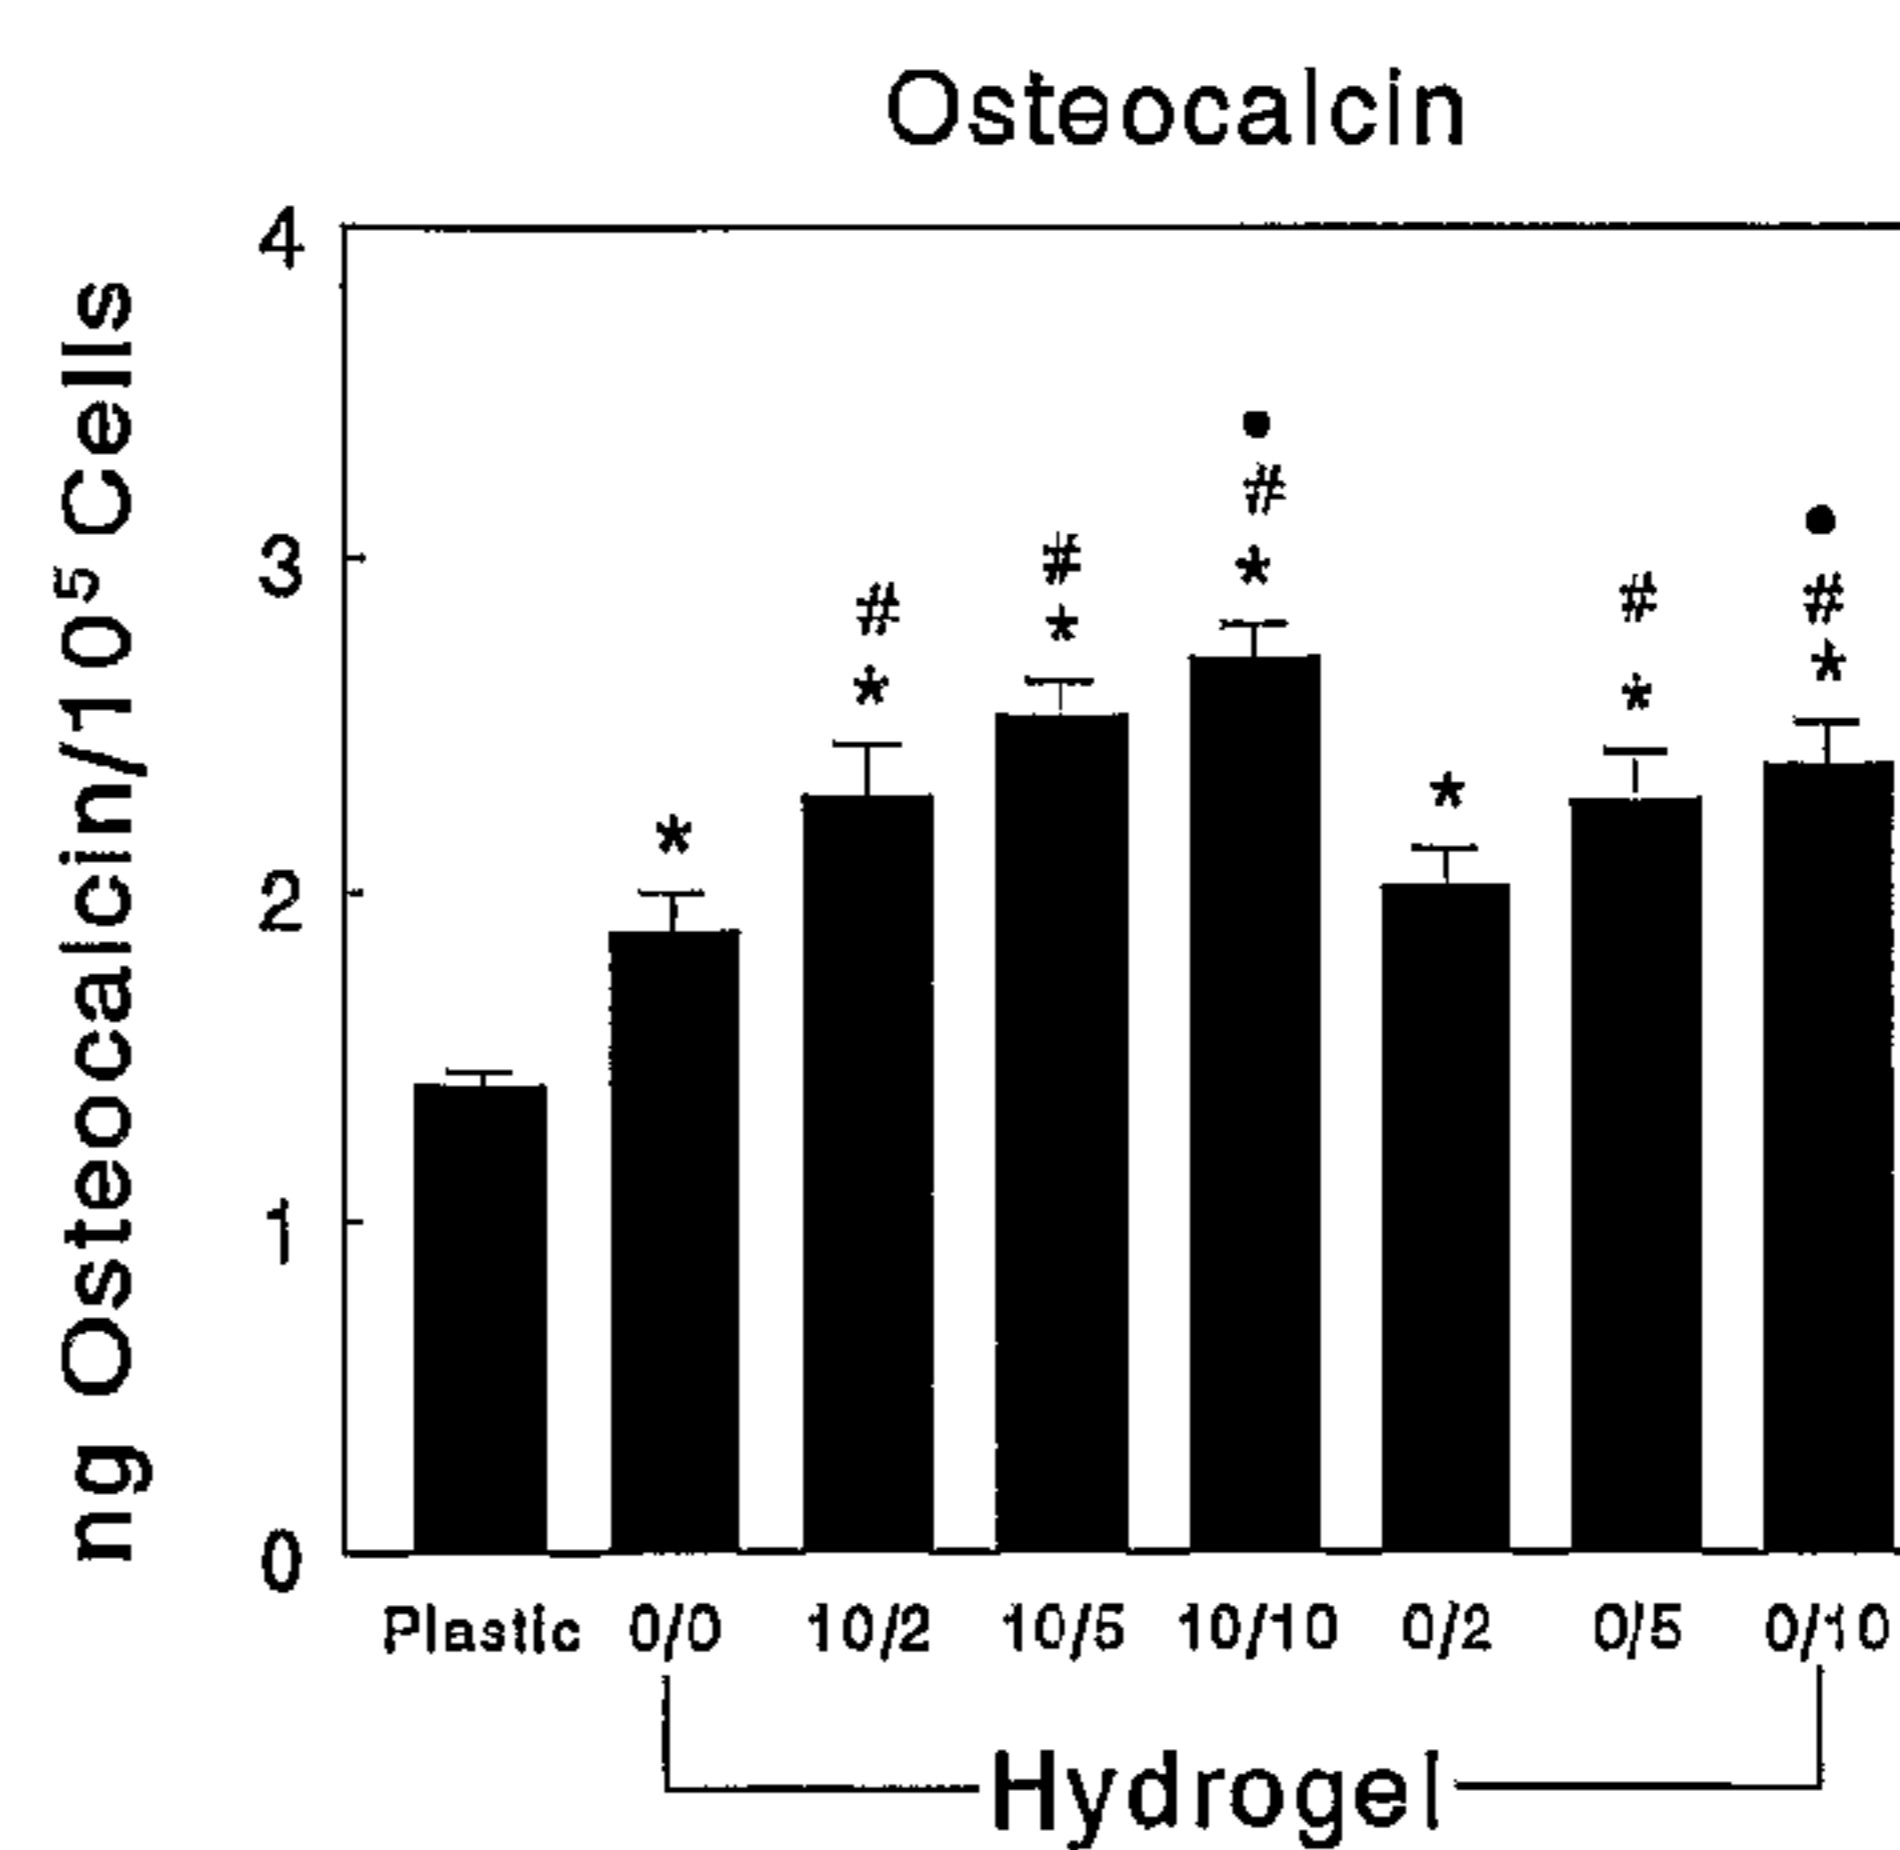 Osteocalcin
ng Osteocalcin/10⁵ Cells
4
3
2
1
0
•
# •
# # # #
# * * # *
* * * *
*
Plastic 0/0 10/2 10/5 10/10 0/2 0/5 0/10
Hydrogel